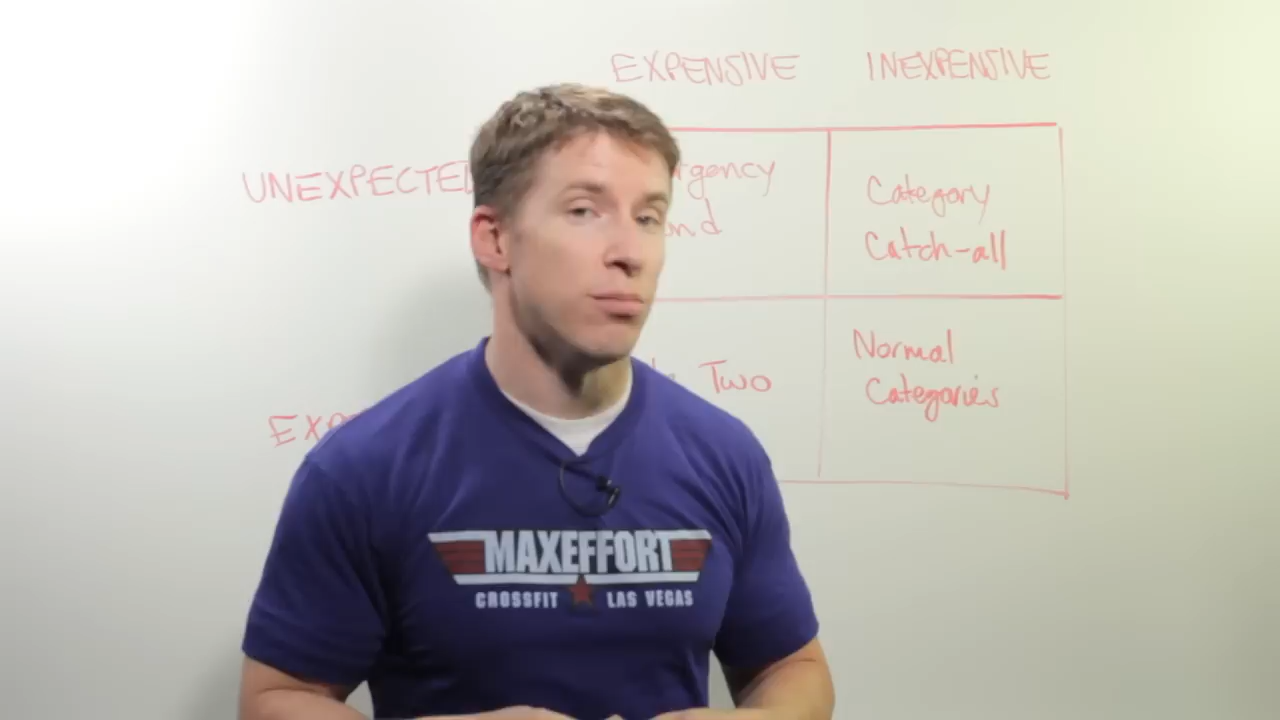 EXPENSIVE INEXPENSIVE
UNEXPECTED
Category
Catch-all
Two
Normal
Categories
MAXEFFORT
CROSSFIT LAS VEGAS